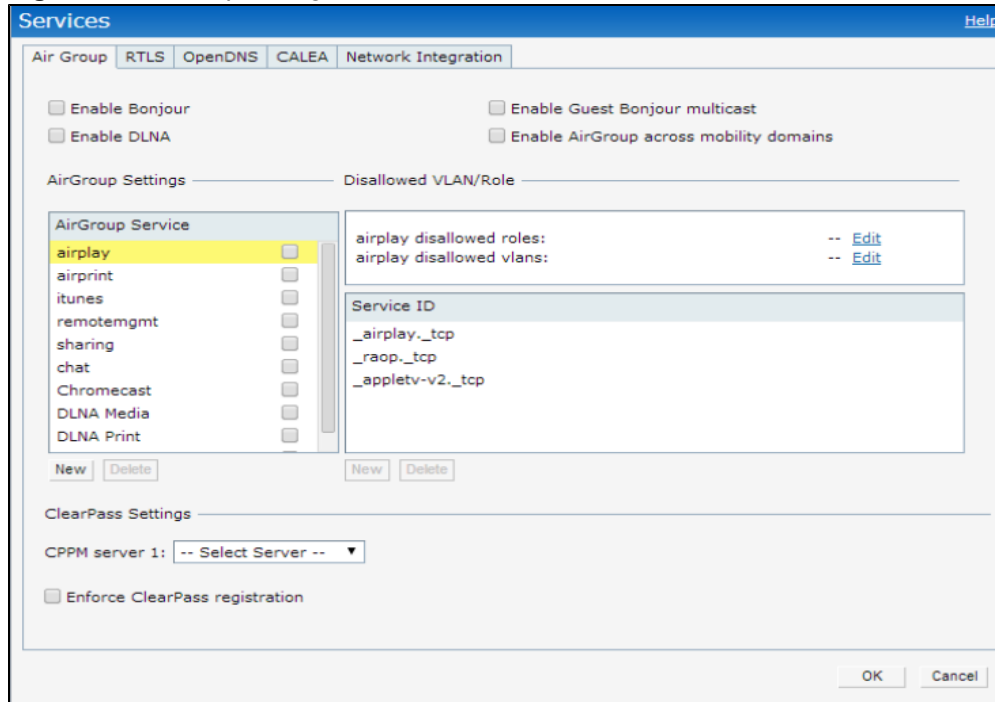 Services
Help
Air Group
RTLS
OpenDNS
CALEA
Network Integration
Enable Bonjour
Enable Guest Bonjour multicast
Enable DLNA
Enable AirGroup across mobility domains
AirGroup Settings
Disallowed VLAN/Role
AirGroup Service
airplay
airprint
itunes
remotemgmt
sharing
chat
Chromecast
DLNA Media
DLNA Print
New
Delete
airplay disallowed roles: -- Edit
airplay disallowed vlans: -- Edit
Service ID
_airplay._tcp
_raop._tcp
_appletv-v2._tcp
New
Delete
ClearPass Settings
CPPM server 1: -- Select Server --
Enforce ClearPass registration
OK
Cancel